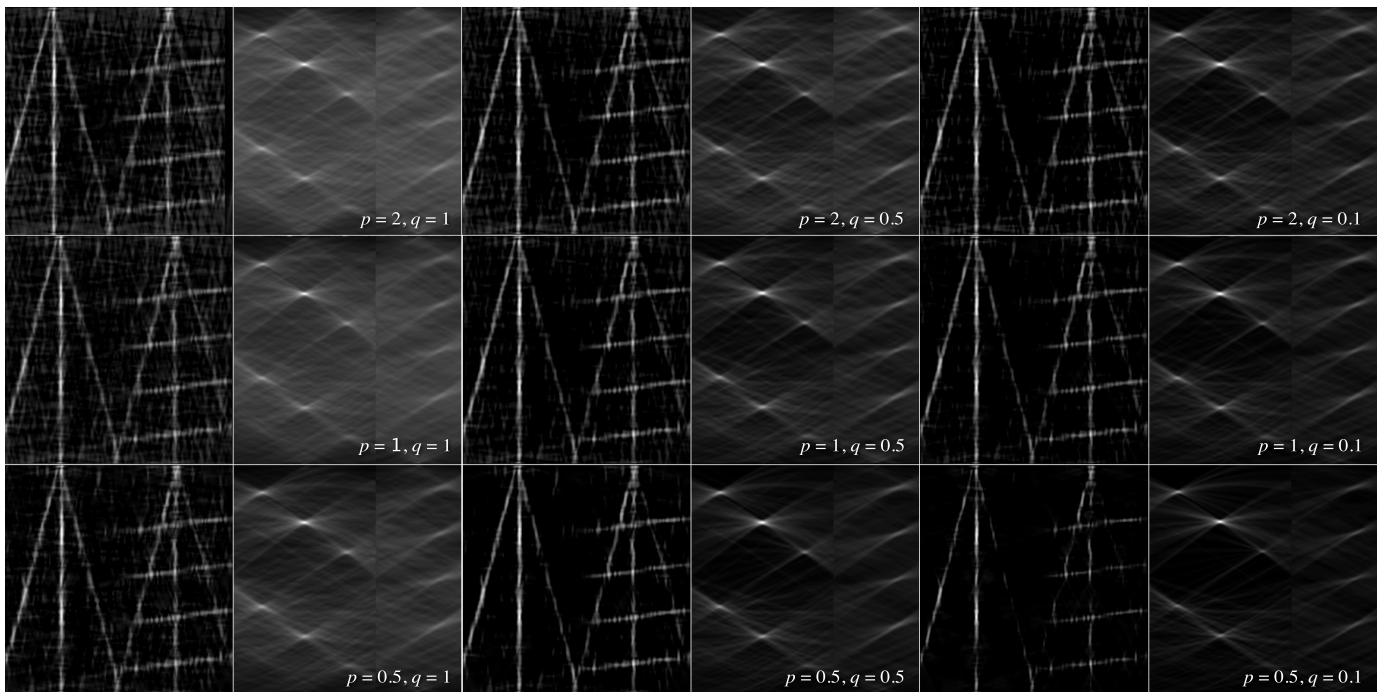 p = 2, q = 1
p = 2, q = 0.5
p = 2, q = 0.1
p = 1, q = 1
p = 1, q = 0.5
p = 1, q = 0.1
p = 0.5, q = 1
p = 0.5, q = 0.5
p = 0.5, q = 0.1